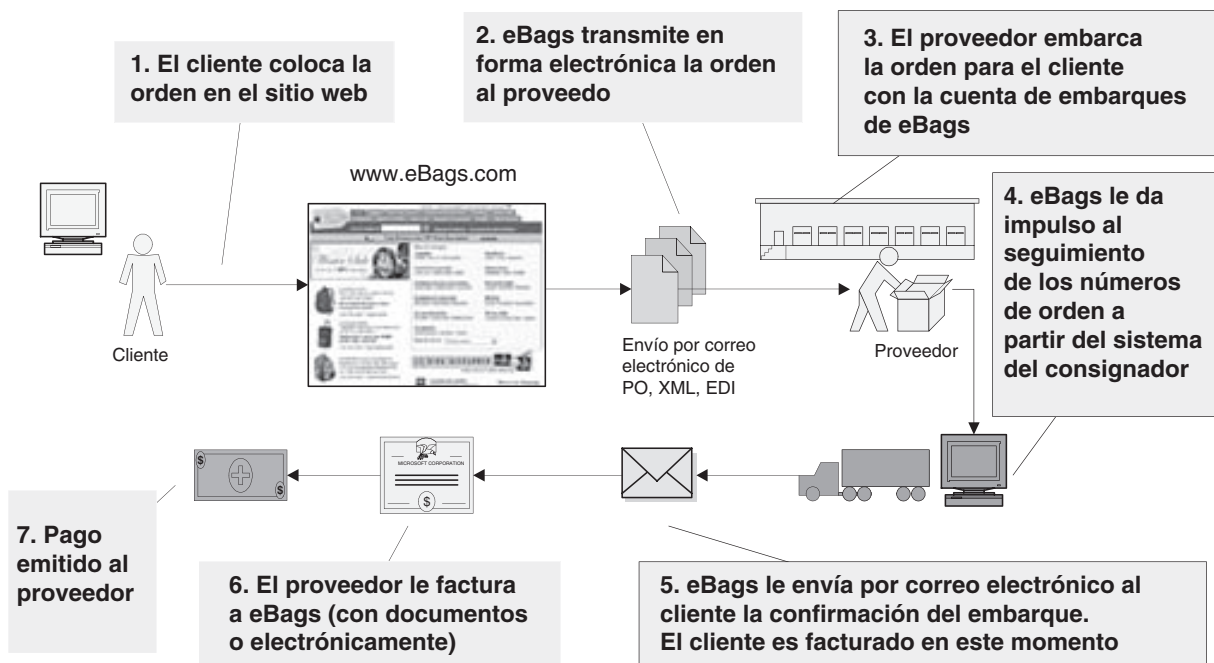 1. El cliente coloca la
orden en el sitio web
2. eBags transmite en
forma electrónica la orden
al proveedo
3. El proveedor embarca
la orden para el cliente
con la cuenta de embarques
de eBags
www.eBags.com
4. eBags le da
impulso al
seguimiento
de los números
de orden a
partir del sistema
del consignador
Cliente
Envío por correo
electrónico de
PO, XML, EDI
Proveedor
MICROSOFT CORPORATION
$
$
$
7. Pago
emitido al
proveedor
6. El proveedor le factura
a eBags (con documentos
o electrónicamente)
5. eBags le envía por correo electrónico al
cliente la confirmación del embarque.
El cliente es facturado en este momento